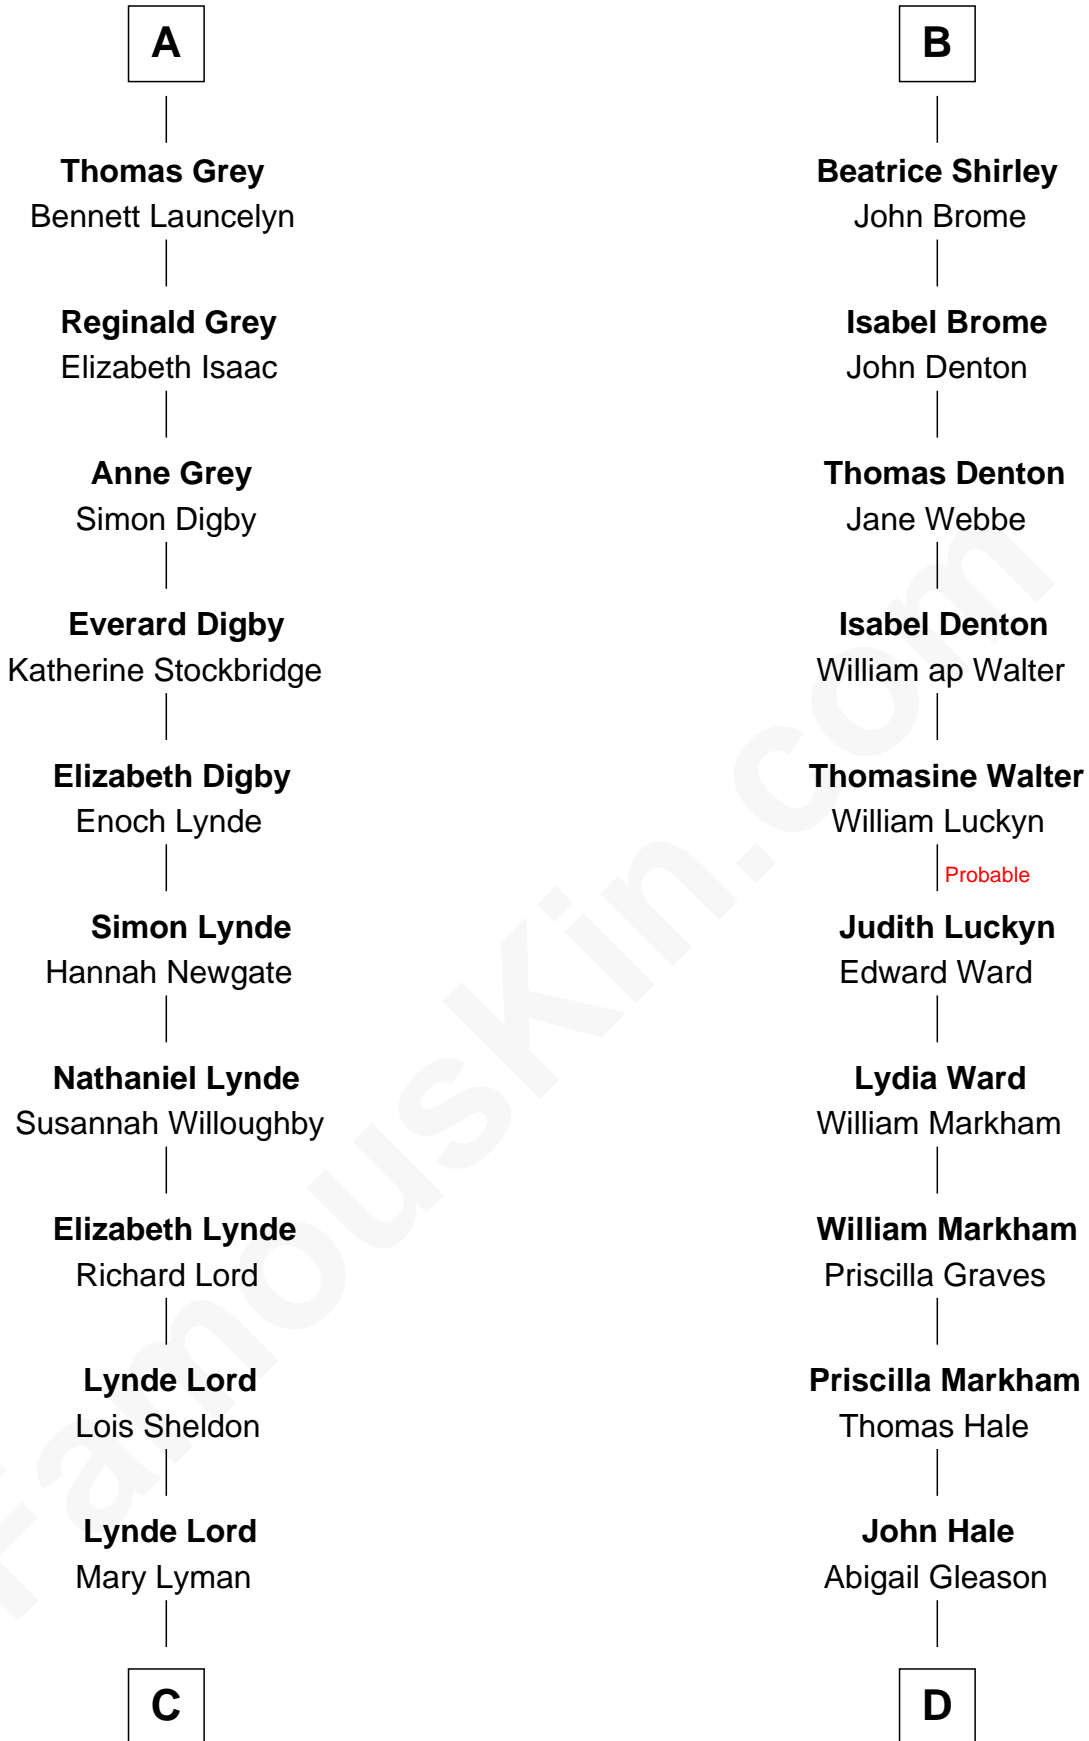 A
Thomas Grey
Bennett Launcelyn
Reginald Grey
Elizabeth Isaac
Anne Grey
Simon Digby
Everard Digby
Katherine Stockbridge
Elizabeth Digby
Enoch Lynde
Simon Lynde
Hannah Newgate
Nathaniel Lynde
Susannah Willoughby
Elizabeth Lynde
Richard Lord
Lynde Lord
Lois Sheldon
Lynde Lord
Mary Lyman
C
B
Beatrice Shirley
John Brome
Isabel Brome
John Denton
Thomas Denton
Jane Webbe
Isabel Denton
William ap Walter
Thomasine Walter
William Luckyn
Probable
Judith Luckyn
Edward Ward
Lydia Ward
William Markham
William Markham
Priscilla Graves
Priscilla Markham
Thomas Hale
John Hale
Abigail Gleason
D
FamousKin.com